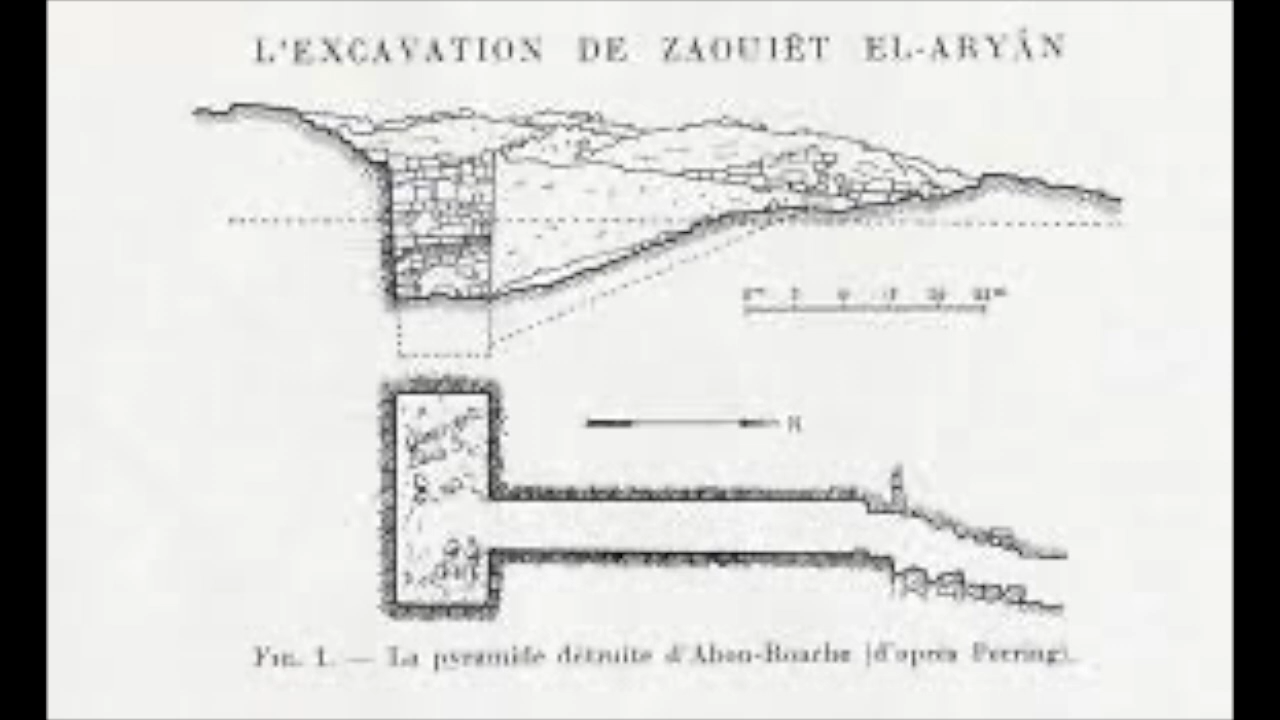 L'EXCAVATION DE ZAOUIÊT EL-ARYÂN
N
FIG. 1. — La pyramide détruite d'Abou-Roache (d'après Perring).